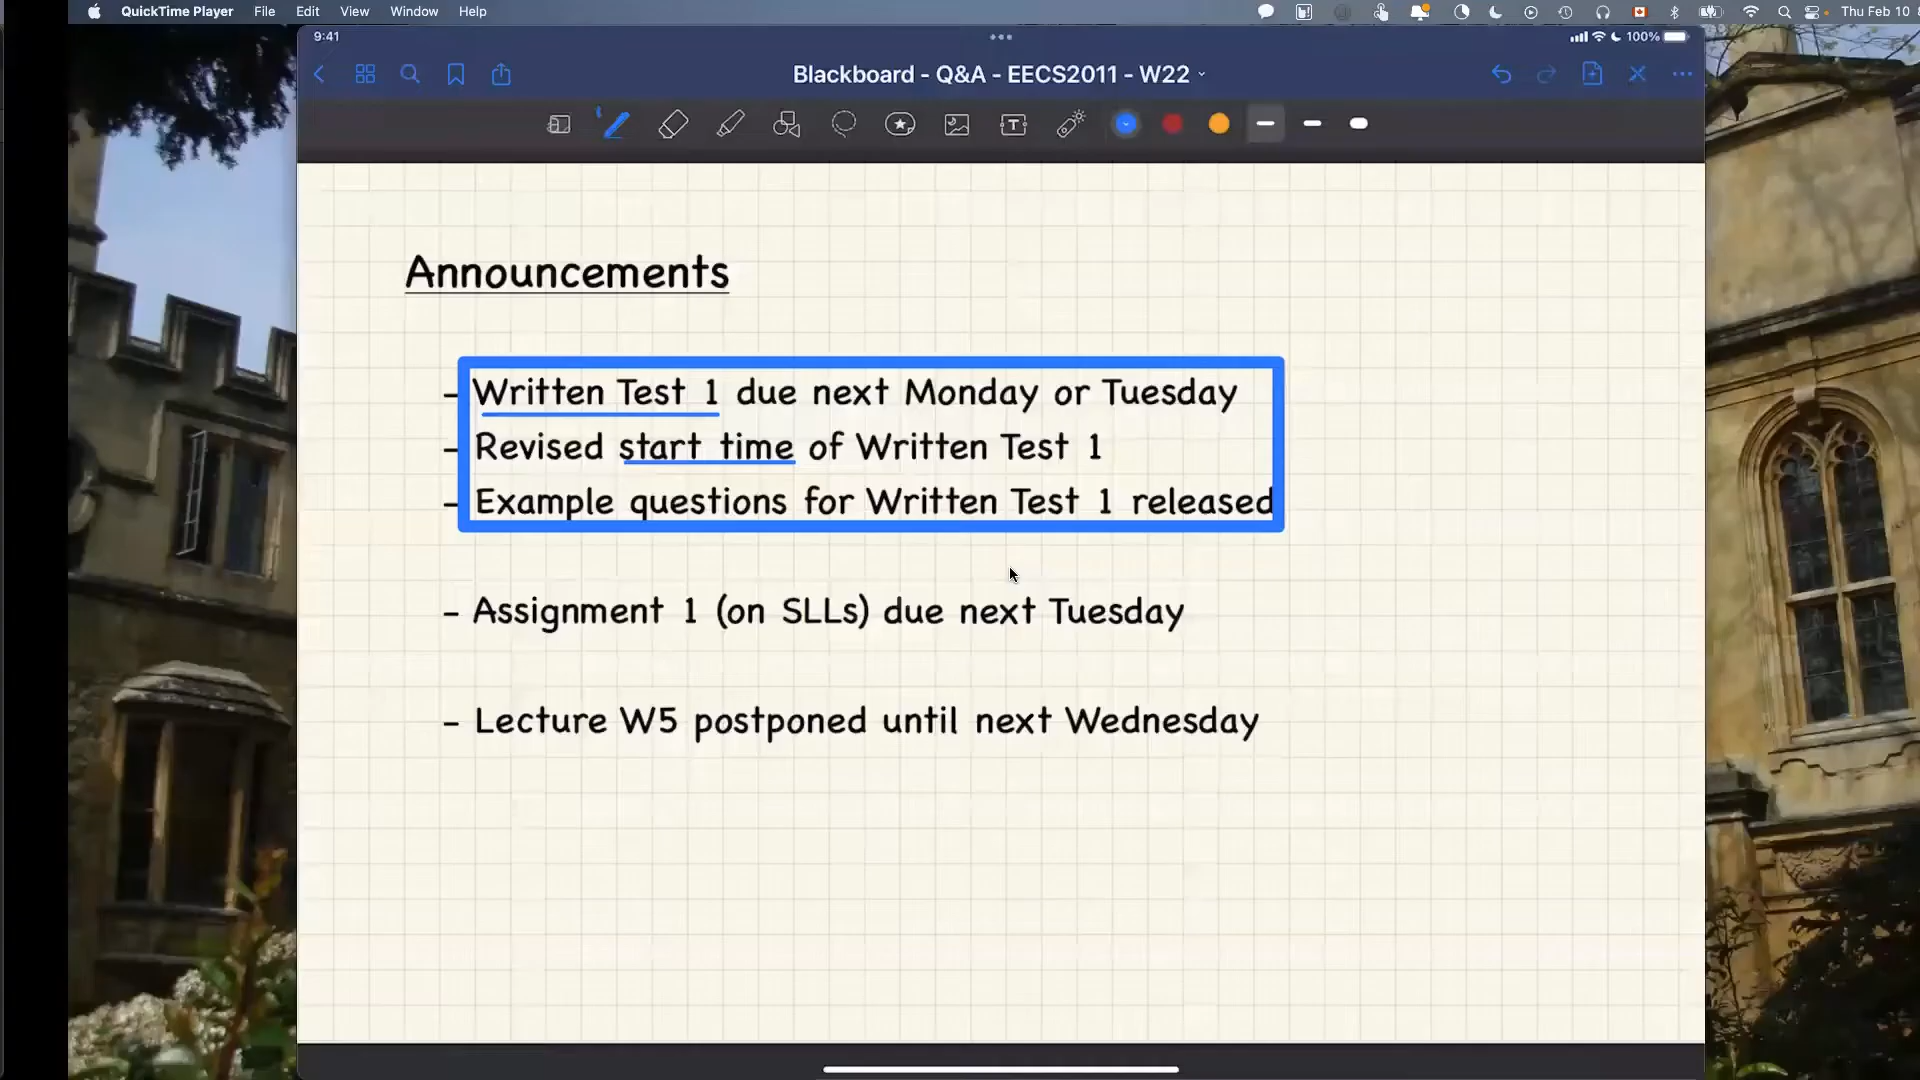 QuickTime Player File Edit View Window Help Thu Feb 10
9:41 100%
Blackboard - Q&A - EECS2011 - W22
Announcements
- Written Test 1 due next Monday or Tuesday
- Revised start time of Written Test 1
- Example questions for Written Test 1 released
- Assignment 1 (on SLLs) due next Tuesday
- Lecture W5 postponed until next Wednesday